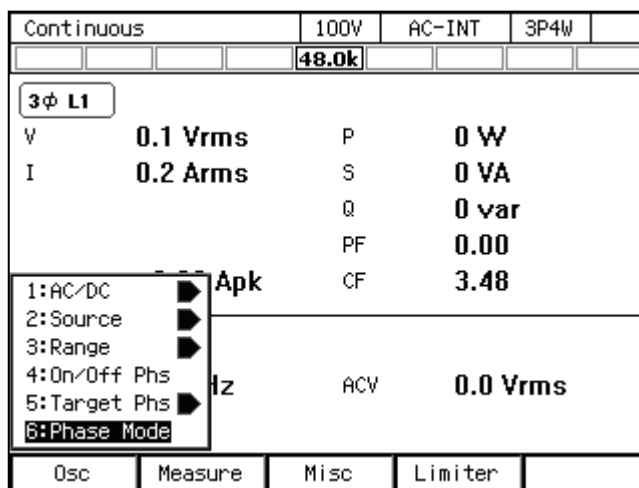 Continuous 100V AC-INT 3P4W
48.0k
3φ L1
V 0.1 Vrms P 0 W
I 0.2 Arms S 0 VA
Q 0 var
PF 0.00
Apk CF 3.48
1:AC/DC
2:Source
3:Range
4:On/Off Phs
5:Target Phs
6:Phase Mode
Hz ACV 0.0 Vrms
Osc Measure Misc Limiter